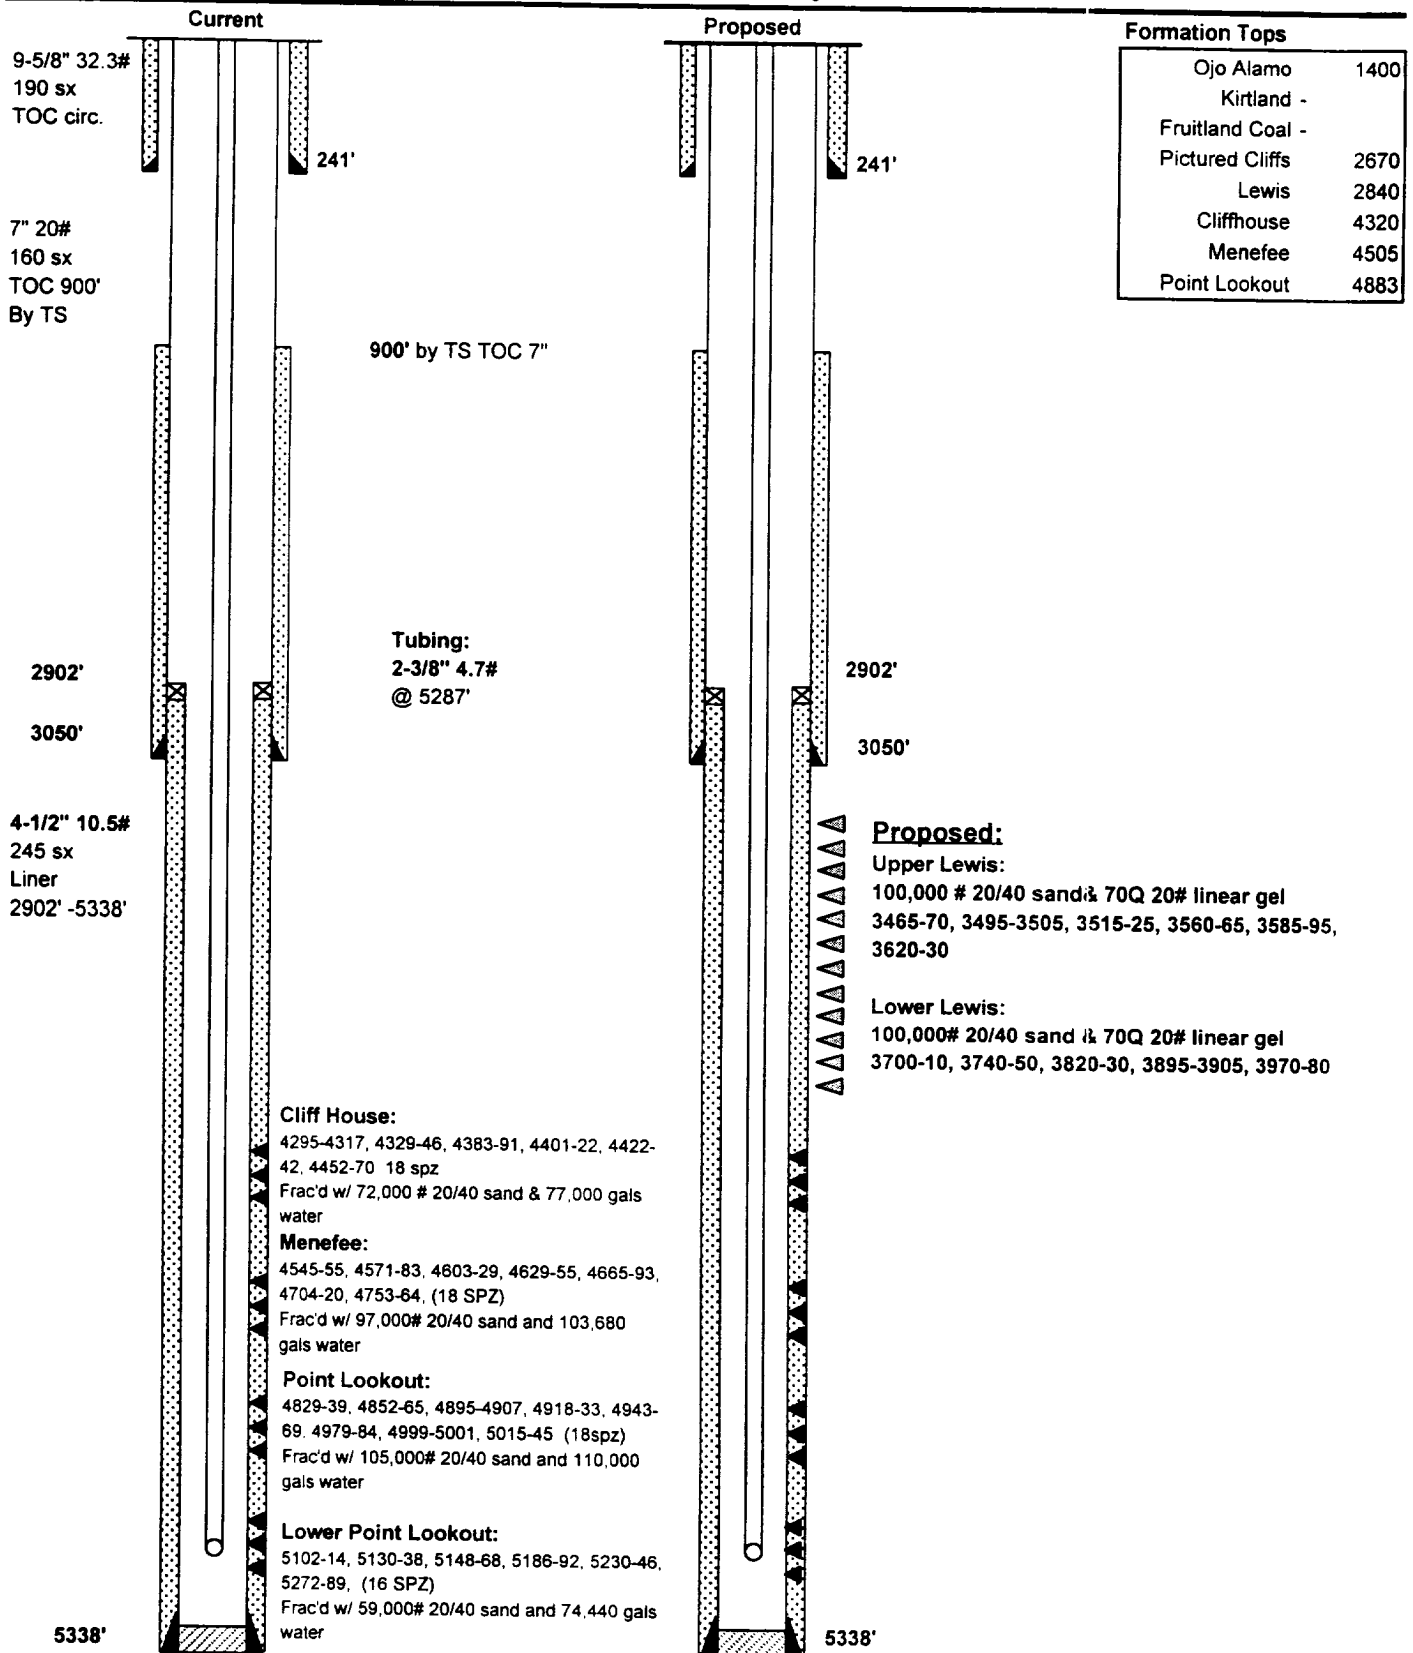 Current
9-5/8" 32.3#
190 sx
TOC circ.
241'
7" 20#
160 sx
TOC 900'
By TS
900' by TS TOC 7"
Tubing:
2-3/8" 4.7#
@ 5287'
2902'
3050'
4-1/2" 10.5#
245 sx
Liner
2902' -5338'
Cliff House:
4295-4317, 4329-46, 4383-91, 4401-22, 4422-
42, 4452-70 18 spz
Frac'd w/ 72,000 # 20/40 sand & 77,000 gals
water
Menefee:
4545-55, 4571-83, 4603-29, 4629-55, 4665-93,
4704-20, 4753-64, (18 SPZ)
Frac'd w/ 97,000# 20/40 sand and 103,680
gals water
Point Lookout:
4829-39, 4852-65, 4895-4907, 4918-33, 4943-
69. 4979-84, 4999-5001, 5015-45 (18spz)
Frac'd w/ 105,000# 20/40 sand and 110,000
gals water
Lower Point Lookout:
5102-14, 5130-38, 5148-68, 5186-92, 5230-46,
5272-89, (16 SPZ)
Frac'd w/ 59,000# 20/40 sand and 74,440 gals
water
5338'
Proposed
241'
2902'
3050'
Proposed:
Upper Lewis:
100,000 # 20/40 sand & 70Q 20# linear gel
3465-70, 3495-3505, 3515-25, 3560-65, 3585-95,
3620-30
Lower Lewis:
100,000# 20/40 sand & 70Q 20# linear gel
3700-10, 3740-50, 3820-30, 3895-3905, 3970-80
5338'
Formation Tops
Ojo Alamo 1400
Kirtland -
Fruitland Coal -
Pictured Cliffs 2670
Lewis 2840
Cliffhouse 4320
Menefee 4505
Point Lookout 4883